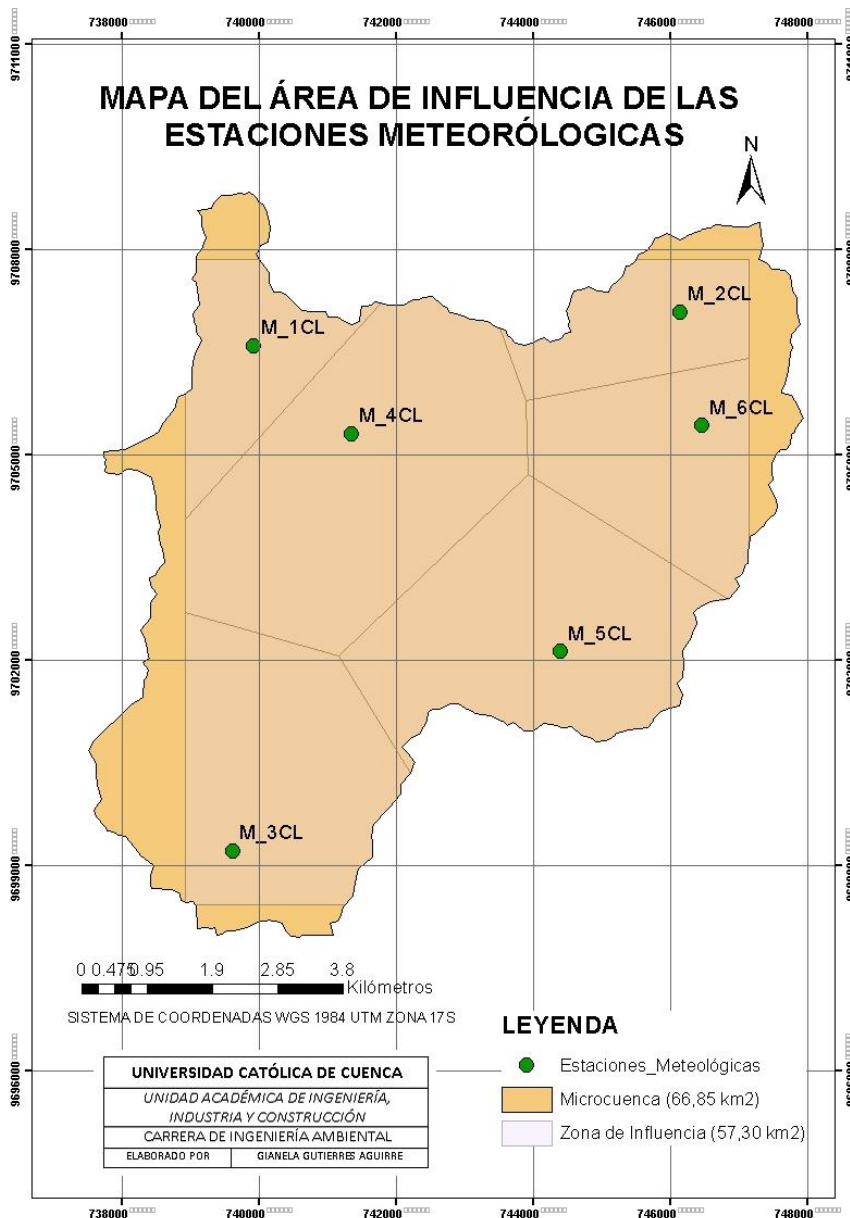 738000 740000 742000 744000 746000 748000
9711000 9711000
MAPA DEL ÁREA DE INFLUENCIA DE LAS
ESTACIONES METEORÓLOGICAS
N
9708000
M_2CL
M_1CL
M_4CL
M_6CL
9705000
M_5CL
9702000 9702000
M_3CL
9699000
0 0.475 0.95 1.9 2.85 3.8
Kilómetros
SISTEMA DE COORDENADAS WGS 1984 UTM ZONA 17S
LEYENDA
Estaciones_Meteológicas
Microcuenca (66,85 km2)
Zona de Influencia (57,30 km2)
9696000
UNIVERSIDAD CATÓLICA DE CUENCA
UNIDAD ACADÉMICA DE INGENIERÍA,
INDUSTRIA Y CONSTRUCCIÓN
CARRERA DE INGENIERÍA AMBIENTAL
ELABORADO POR GIANELA GUTIERRES AGUIRRE
738000 740000 742000 744000 746000 748000